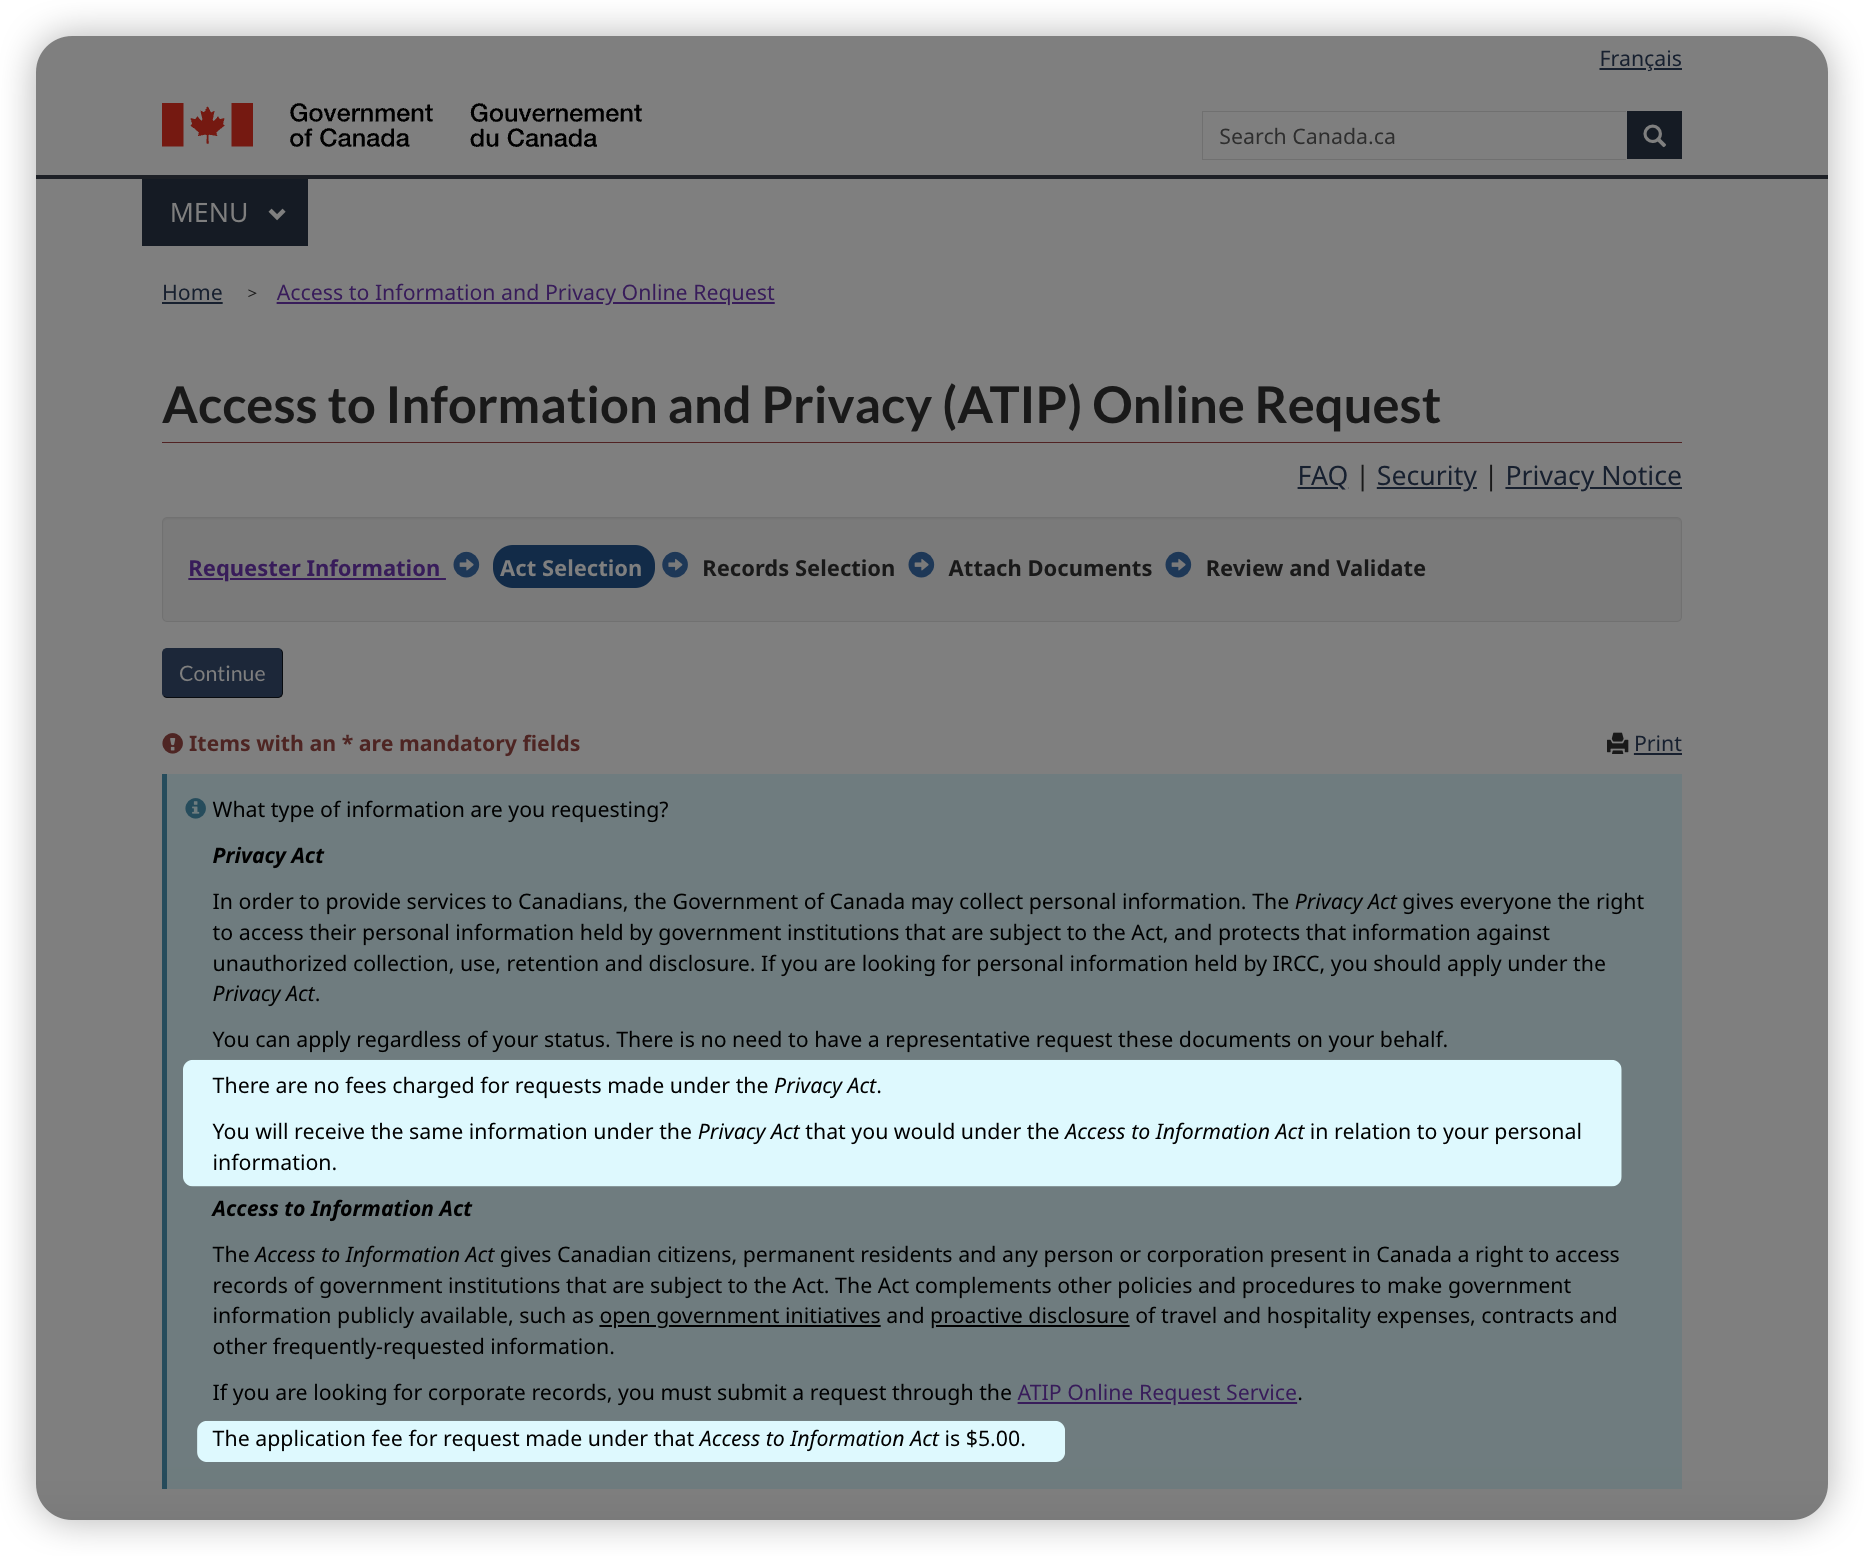 Français
Government
of Canada
Gouvernement
du Canada
Search Canada.ca
MENU
Home > Access to Information and Privacy Online Request
Access to Information and Privacy (ATIP) Online Request
FAQ | Security | Privacy Notice
Requester Information Act Selection Records Selection Attach Documents Review and Validate
Continue
Items with an * are mandatory fields
Print
What type of information are you requesting?
Privacy Act
In order to provide services to Canadians, the Government of Canada may collect personal information. The Privacy Act gives everyone the right
to access their personal information held by government institutions that are subject to the Act, and protects that information against
unauthorized collection, use, retention and disclosure. If you are looking for personal information held by IRCC, you should apply under the
Privacy Act.
You can apply regardless of your status. There is no need to have a representative request these documents on your behalf.
There are no fees charged for requests made under the Privacy Act.
You will receive the same information under the Privacy Act that you would under the Access to Information Act in relation to your personal
information.
Access to Information Act
The Access to Information Act gives Canadian citizens, permanent residents and any person or corporation present in Canada a right to access
records of government institutions that are subject to the Act. The Act complements other policies and procedures to make government
information publicly available, such as open government initiatives and proactive disclosure of travel and hospitality expenses, contracts and
other frequently-requested information.
If you are looking for corporate records, you must submit a request through the ATIP Online Request Service.
The application fee for request made under that Access to Information Act is $5.00.